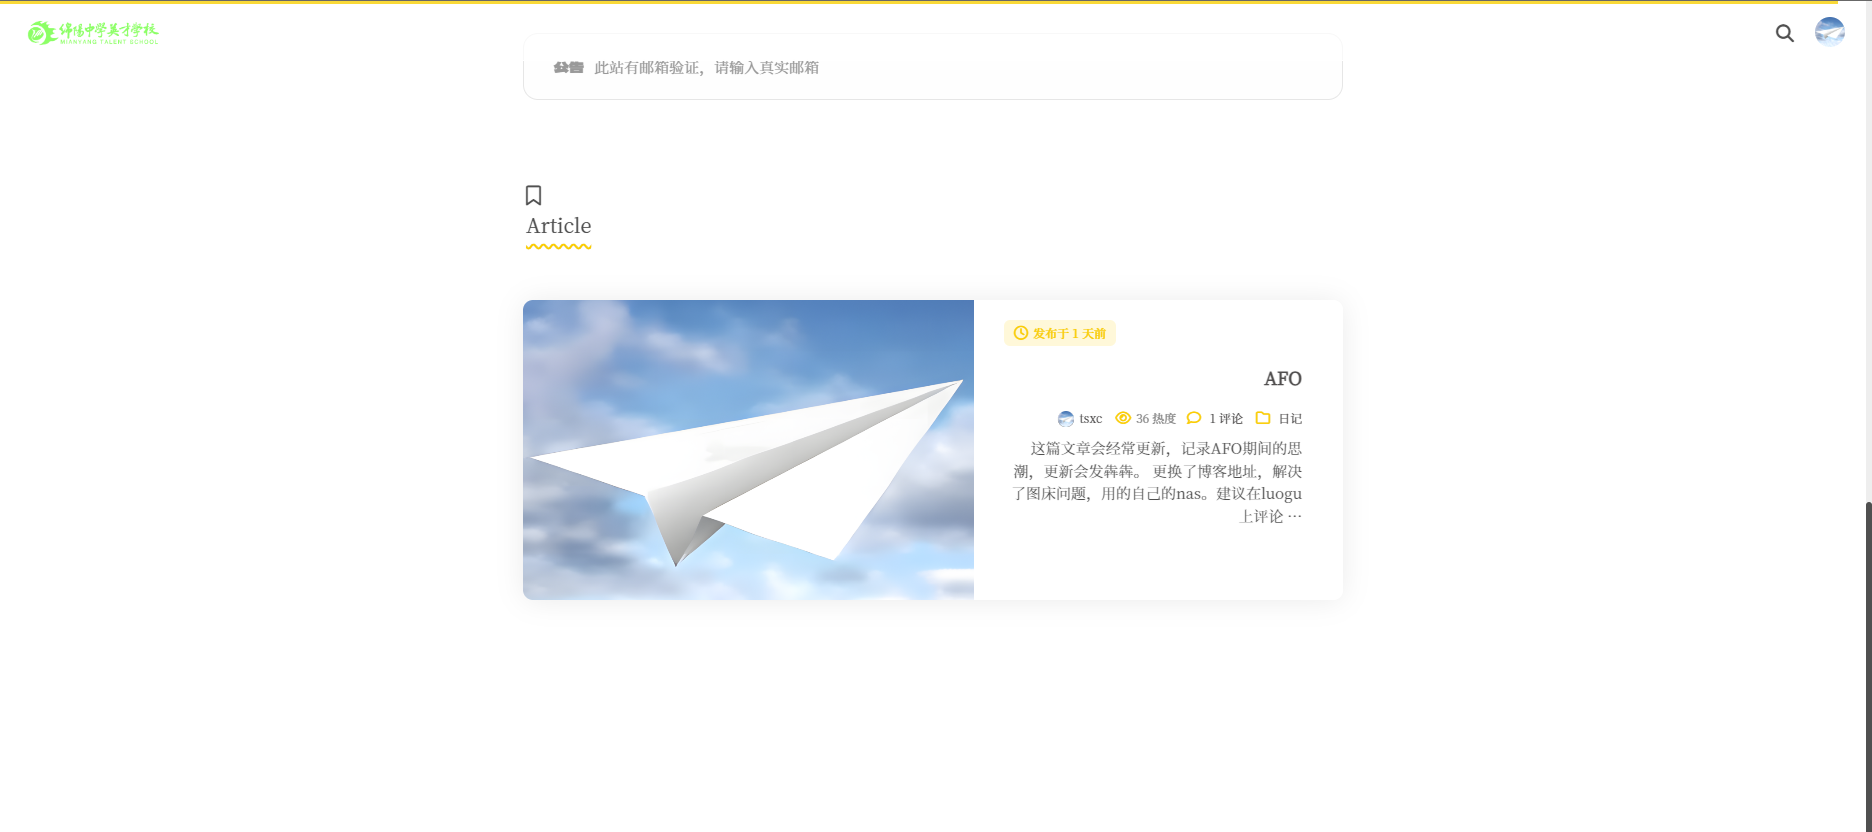 绵阳中学英才学校
MIANYANG TALENT SCHOOL
公告 此站有邮箱验证，请输入真实邮箱
Article
发布于 1 天前
AFO
tsxc 36 热度 1 评论 日记
这篇文章会经常更新，记录AFO期间的思
潮，更新会发犇犇。 更换了博客地址，解决
了图床问题，用的自己的nas。建议在luogu
上评论 …